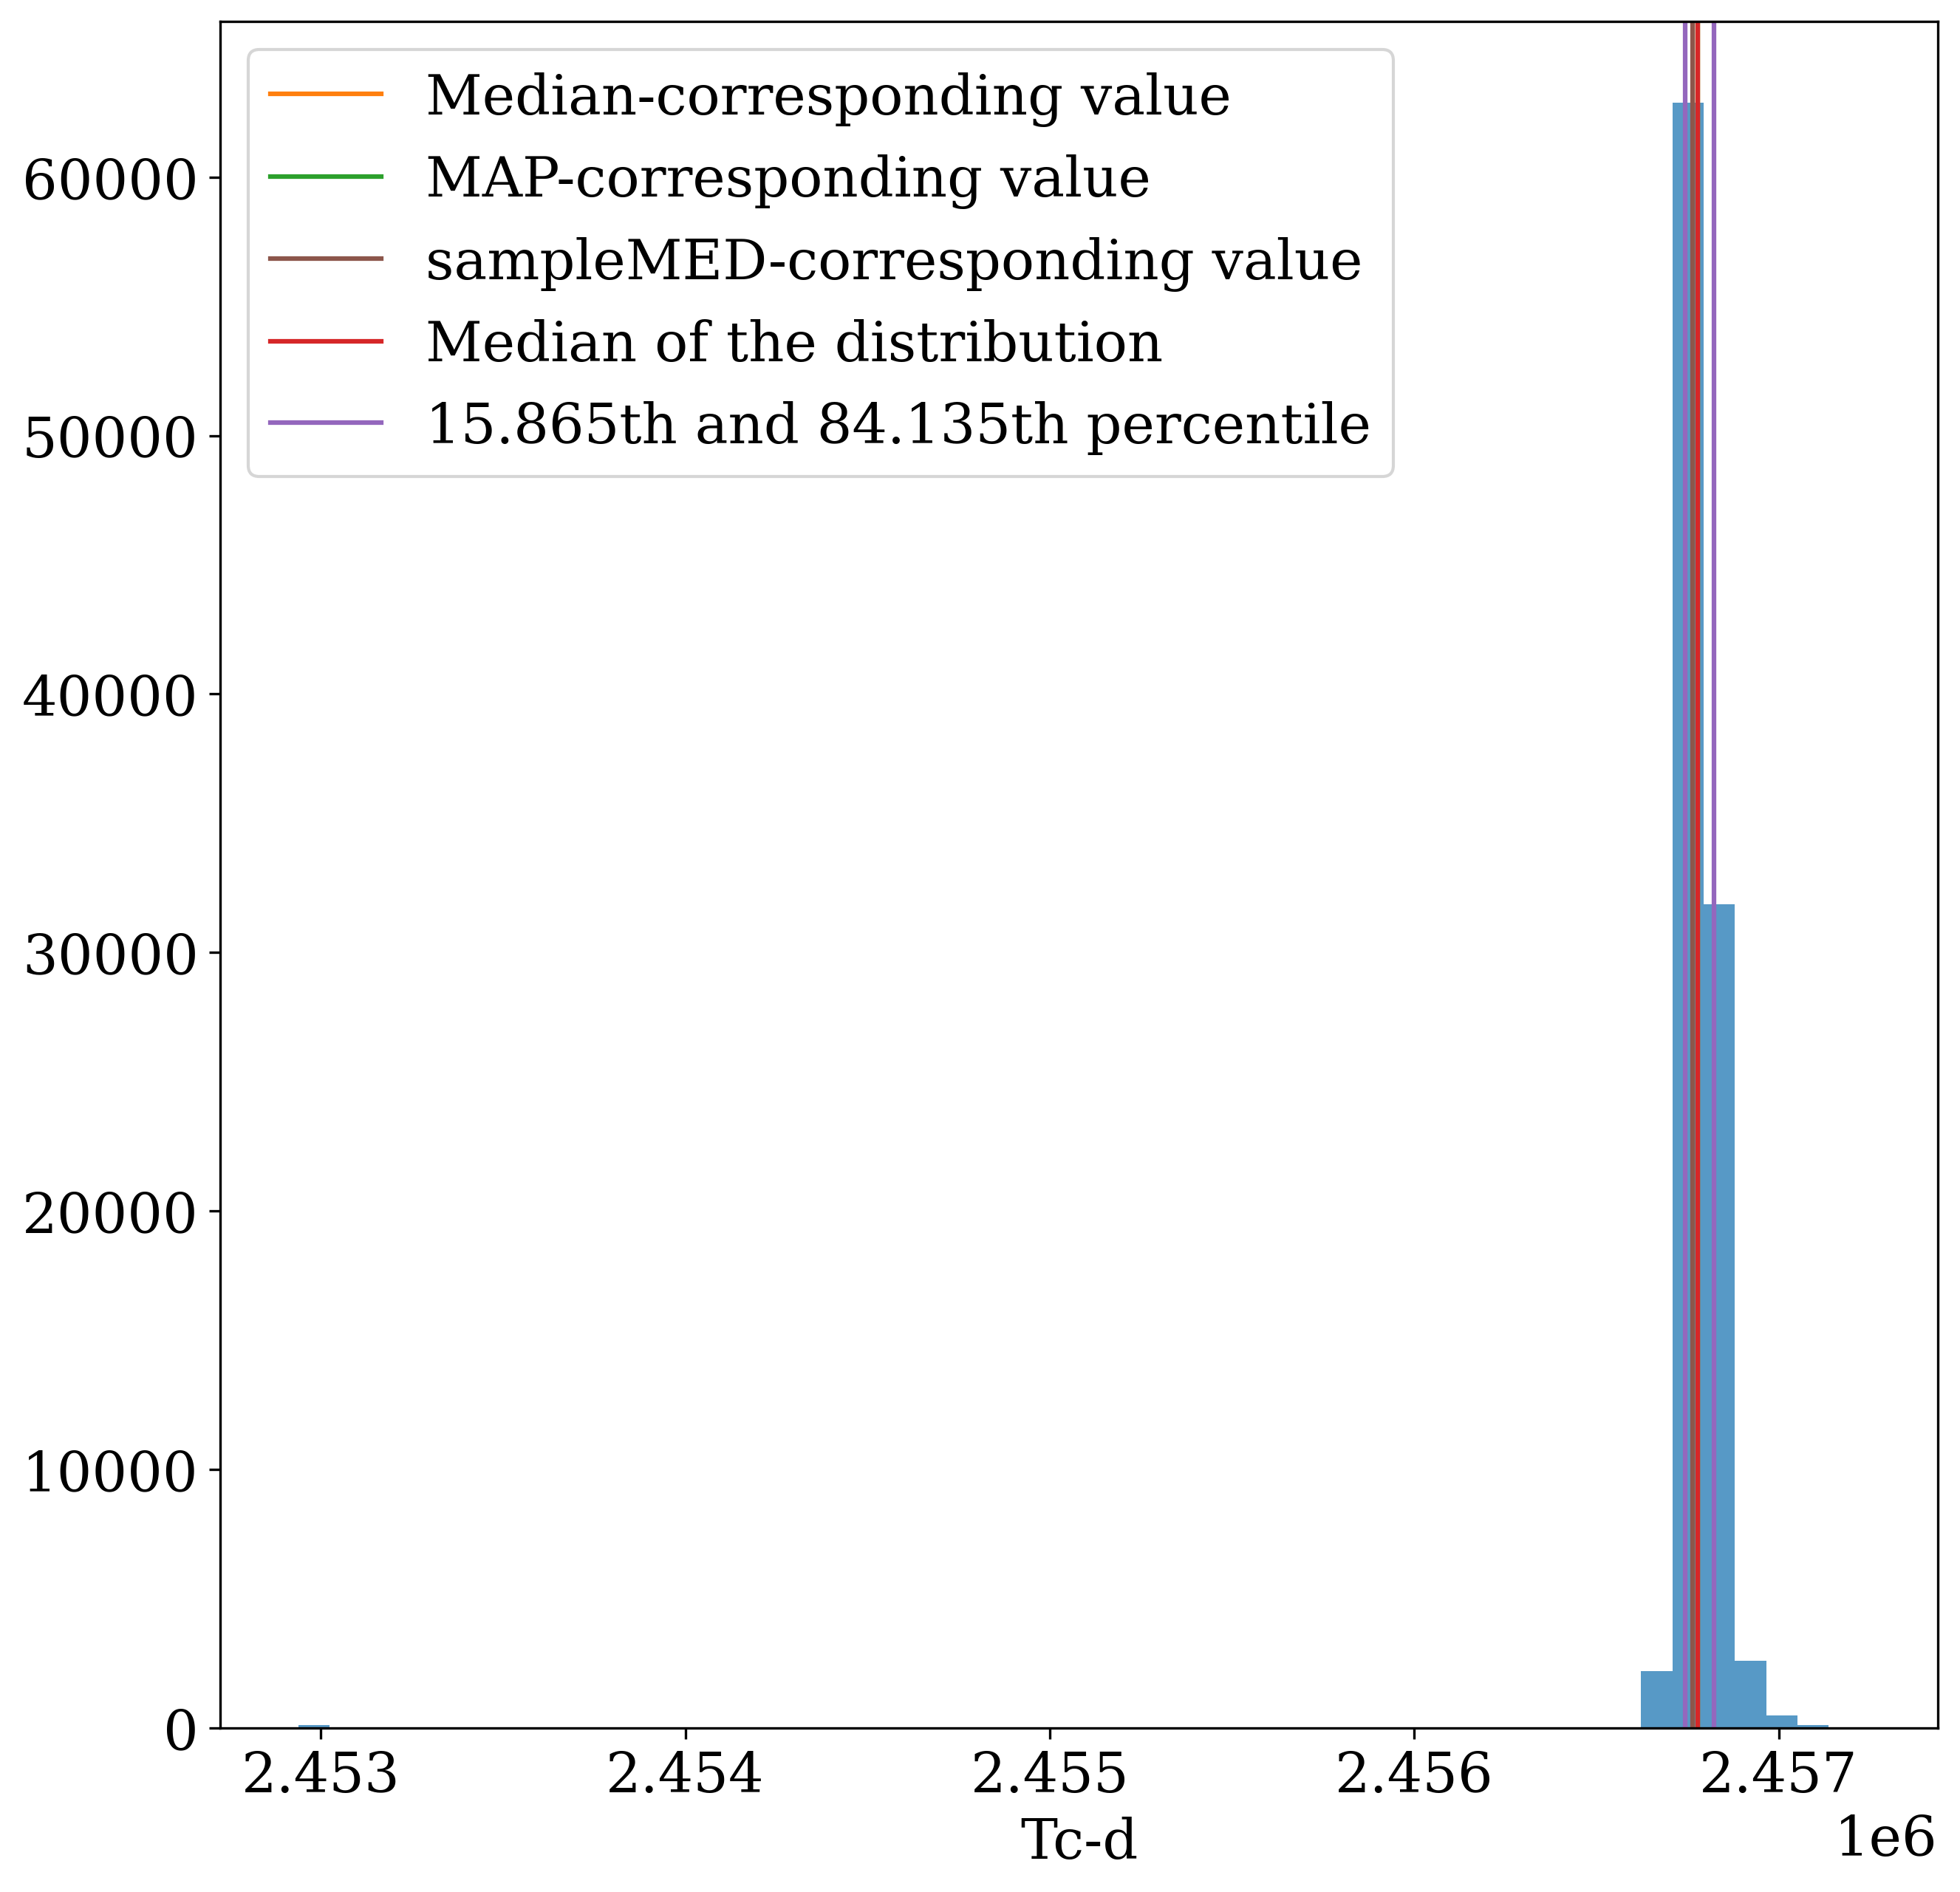 Median-corresponding value
MAP-corresponding value
sampleMED-corresponding value
Median of the distribution
15.865th and 84.135th percentile
60000
50000
40000
30000
20000
10000
0
2.453 2.454 2.455 2.456 2.457
Tc-d
1e6